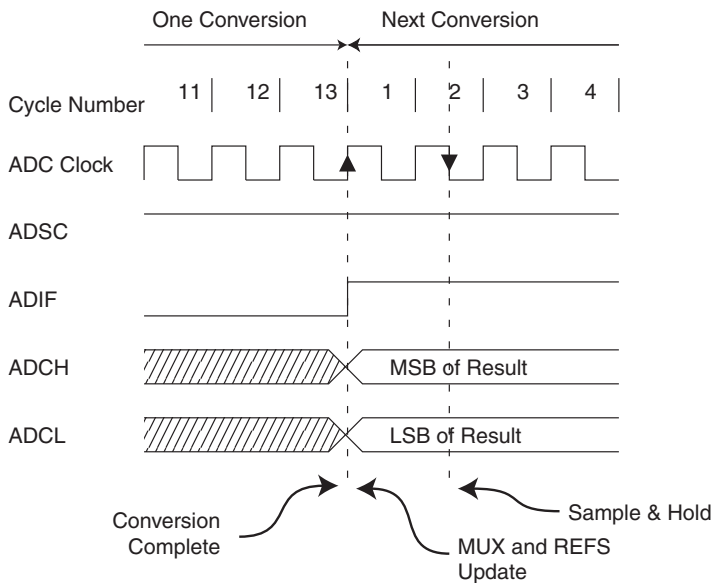 One Conversion Next Conversion
Cycle Number 11 12 13 1 2 3 4
ADC Clock
ADSC
ADIF
ADCH MSB of Result
ADCL LSB of Result
Conversion
Complete
MUX and REFS
Update
Sample & Hold